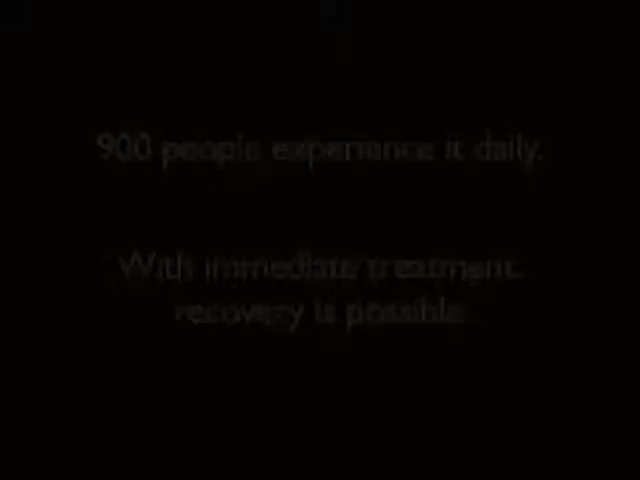 900 people experience it daily.
With immediate treatment,
recovery is possible.